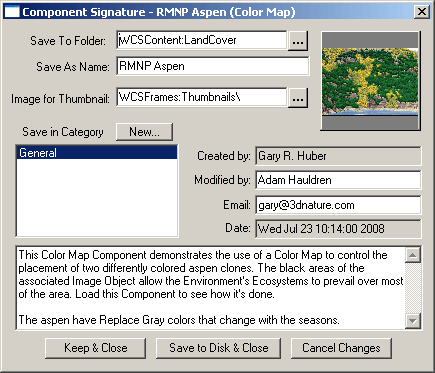 Component Signature - RMNP Aspen (Color Map)
Save To Folder: WCSContent:LandCover ...
Save As Name: RMNP Aspen
Image for Thumbnail: WCSFrames:Thumbnails\ ...
Save in Category New...
General
Created by: Gary R. Huber
Modified by: Adam Hauldren
Email: gary@3dnature.com
Date: Wed Jul 23 10:14:00 2008
This Color Map Component demonstrates the use of a Color Map to control the
placement of two differently colored aspen clones. The black areas of the
associated Image Object allow the Environment's Ecosystems to prevail over most
of the area. Load this Component to see how it's done.
The aspen have Replace Gray colors that change with the seasons.
Keep & Close Save to Disk & Close Cancel Changes